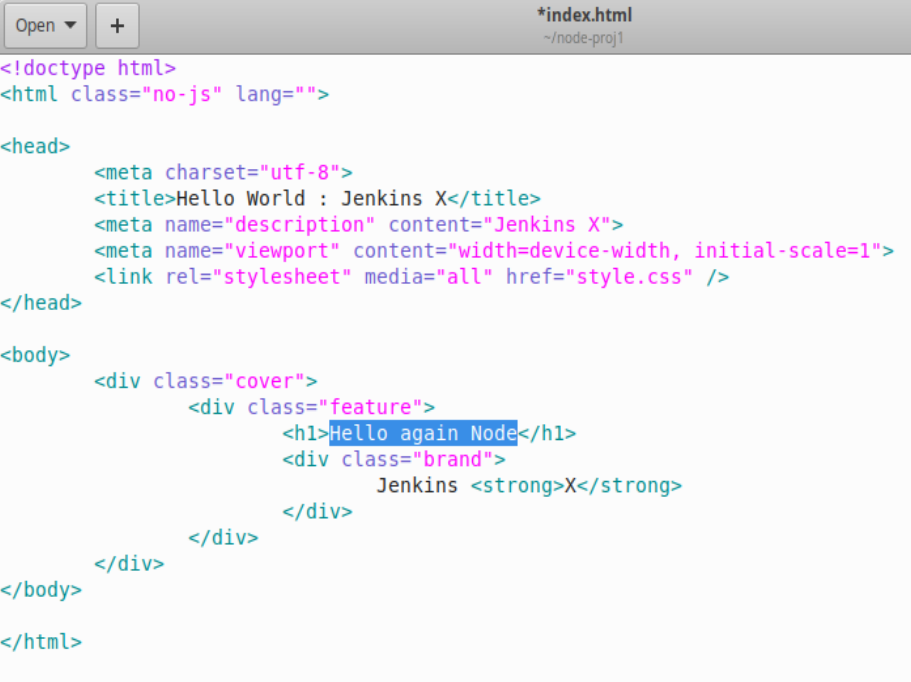 Open
+
*index.html
~/node-proj1
<!doctype html>
<html class="no-js" lang="">
<head>
<meta charset="utf-8">
<title>Hello World : Jenkins X</title>
<meta name="description" content="Jenkins X">
<meta name="viewport" content="width=device-width, initial-scale=1">
<link rel="stylesheet" media="all" href="style.css" />
</head>
<body>
<div class="cover">
<div class="feature">
<h1>Hello again Node</h1>
<div class="brand">
Jenkins <strong>X</strong>
</div>
</div>
</div>
</body>
</html>